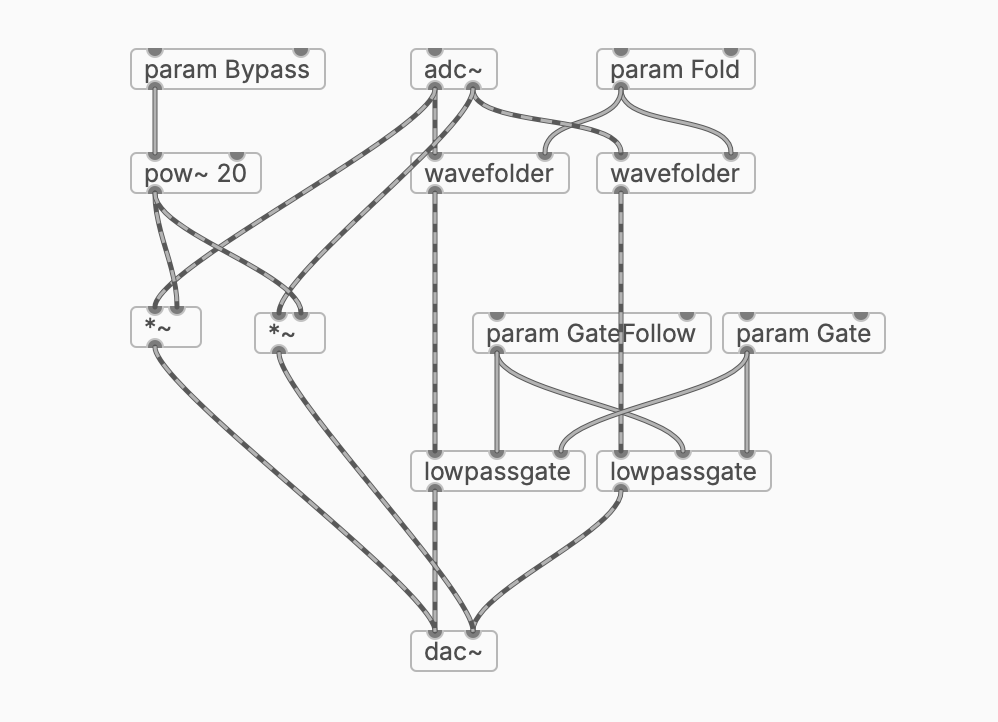 param Bypass
adc~
param Fold
pow~ 20
wavefolder
wavefolder
*~
*~
param GateFollow
param Gate
lowpassgate
lowpassgate
dac~